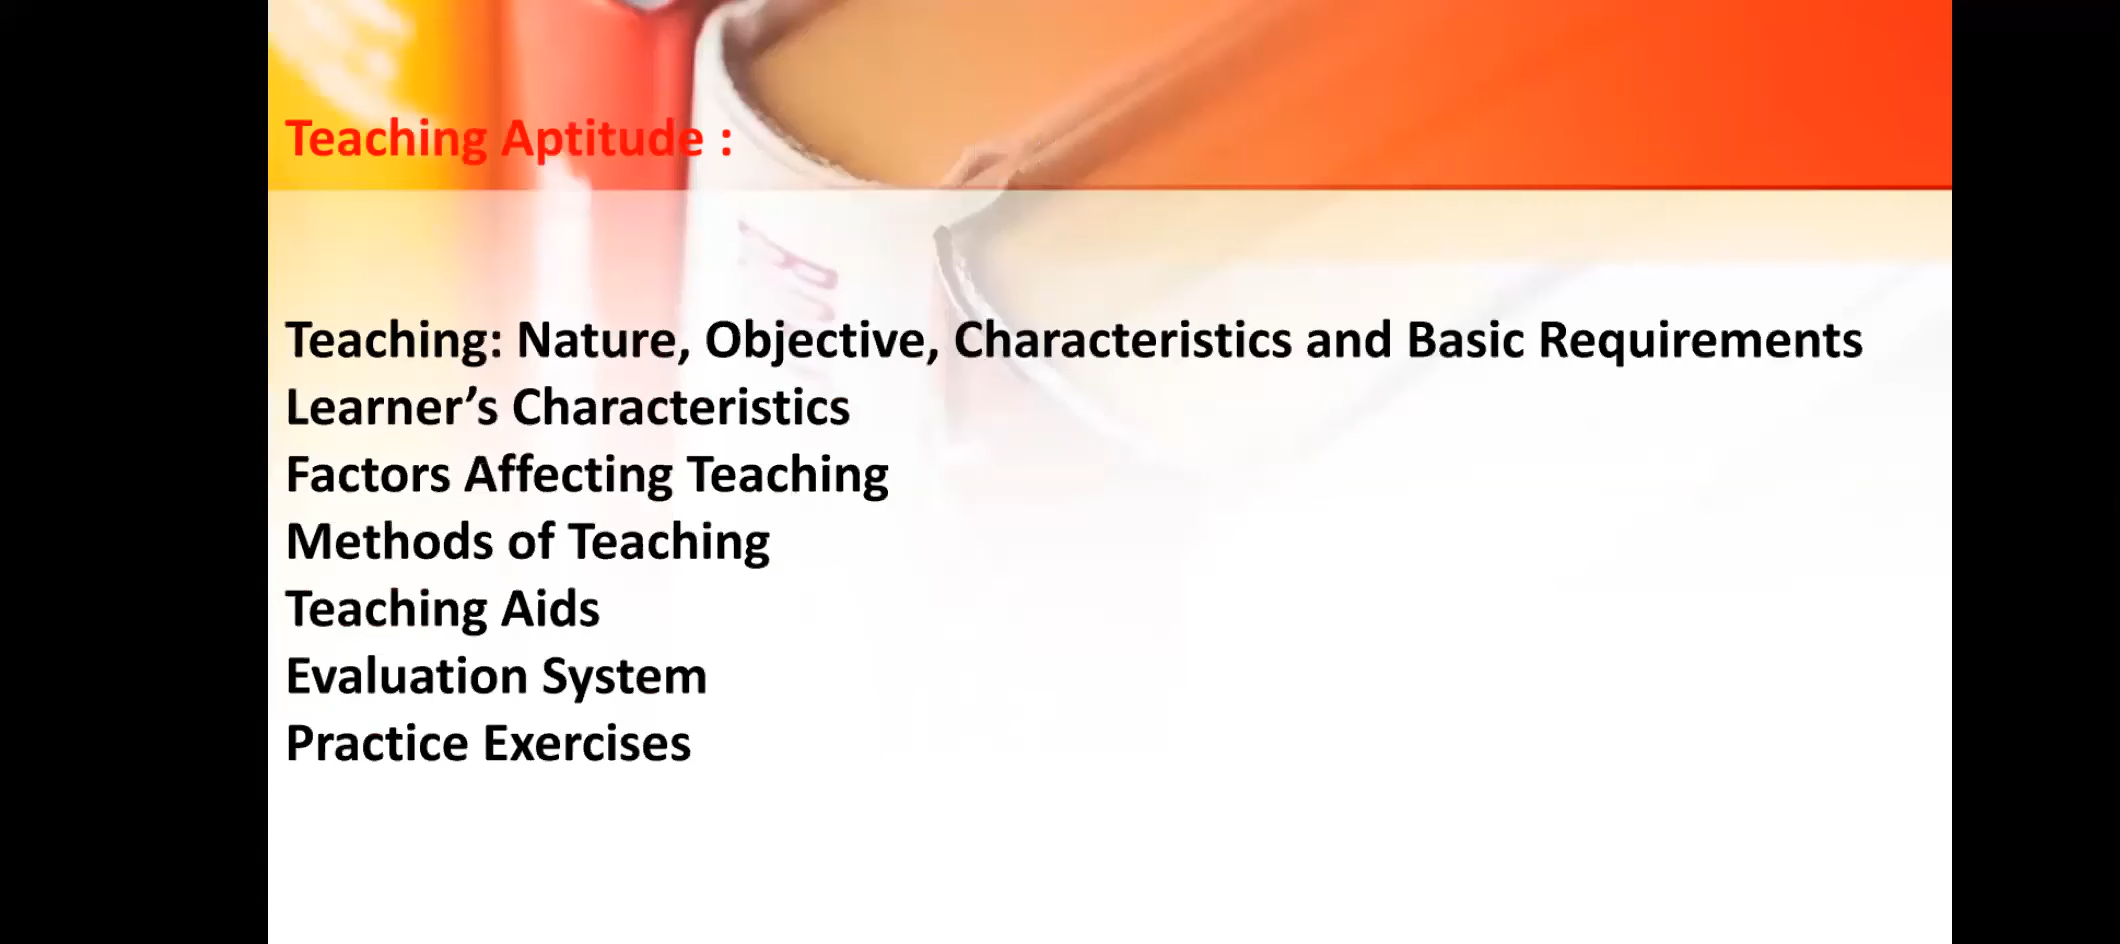 Teaching Aptitude :
Teaching: Nature, Objective, Characteristics and Basic Requirements
Learner’s Characteristics
Factors Affecting Teaching
Methods of Teaching
Teaching Aids
Evaluation System
Practice Exercises